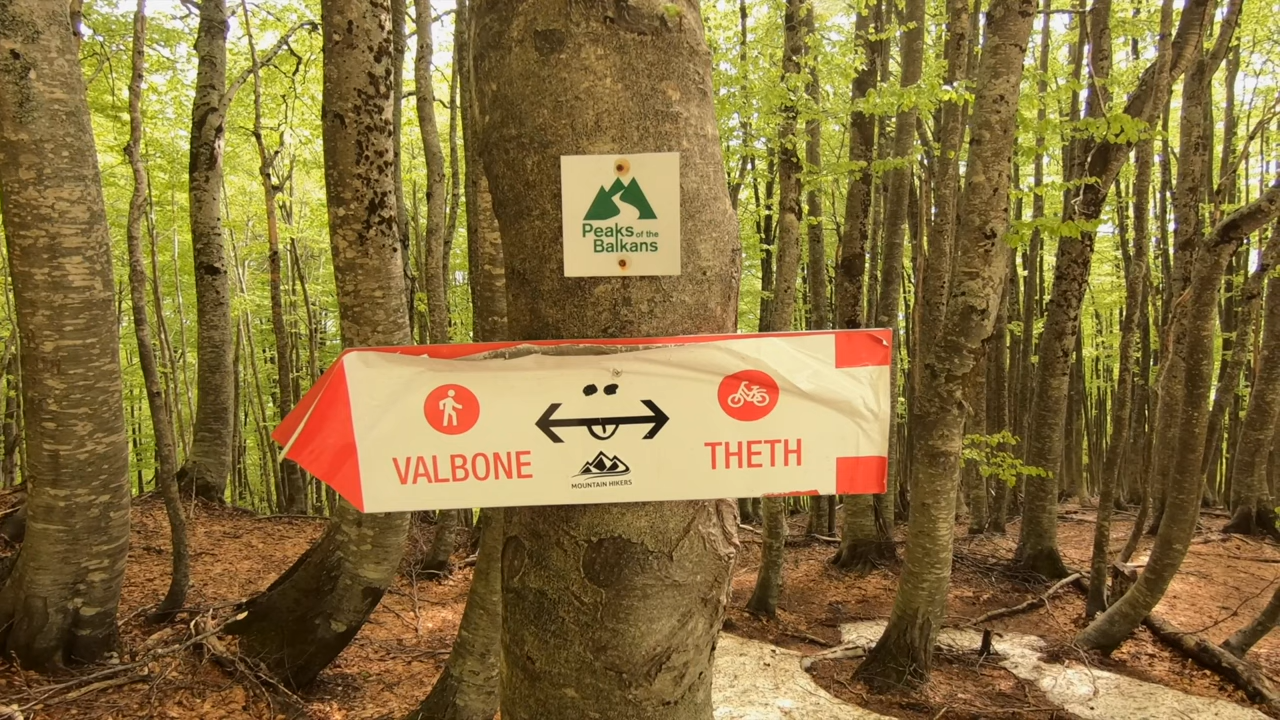 Peaks of the
Balkans
VALBONE
THETH
MOUNTAIN HIKERS